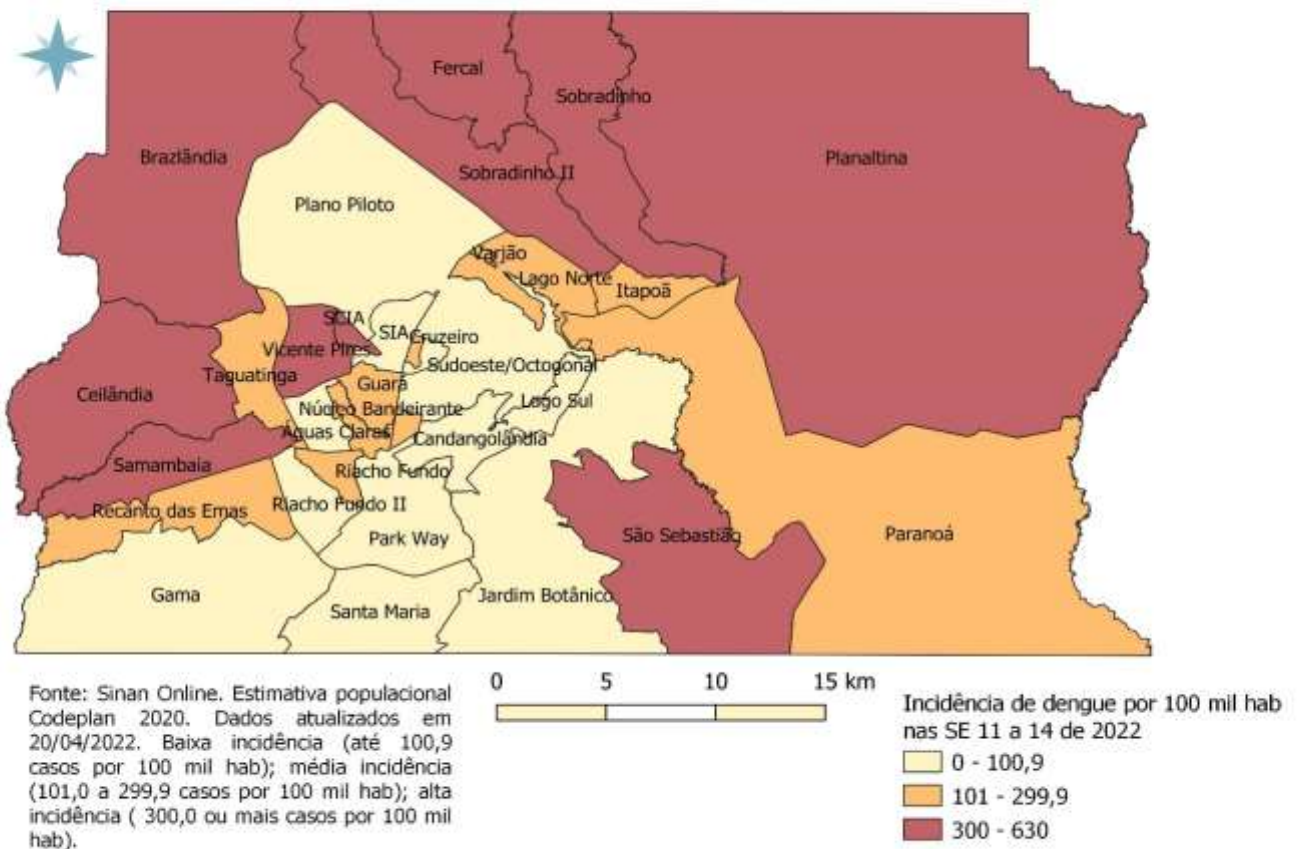 Fercal
Sobradinho
Brazlândia
Planaltina
Sobradinho II
Plano Piloto
Varjão
Lago Norte
Itapoã
SCIA
SIA
Cruzeiro
Vicente Pires
Sudoeste/Octogonal
Taguatinga
Guará
Ceilândia
Lago Sul
Núcleo Bandeirante
Águas Claras
Candangolândia
Samambaia
Riacho Fundo
Recanto das Emas
Riacho Fundo II
São Sebastião
Paranoá
Park Way
Gama
Jardim Botânico
Santa Maria
Fonte: Sinan Online. Estimativa populacional
Codeplan 2020. Dados atualizados em
20/04/2022. Baixa incidência (até 100,9
casos por 100 mil hab); média incidência
(101,0 a 299,9 casos por 100 mil hab); alta
incidência ( 300,0 ou mais casos por 100 mil
hab).
0 5 10 15 km
Incidência de dengue por 100 mil hab
nas SE 11 a 14 de 2022
0 - 100,9
101 - 299,9
300 - 630